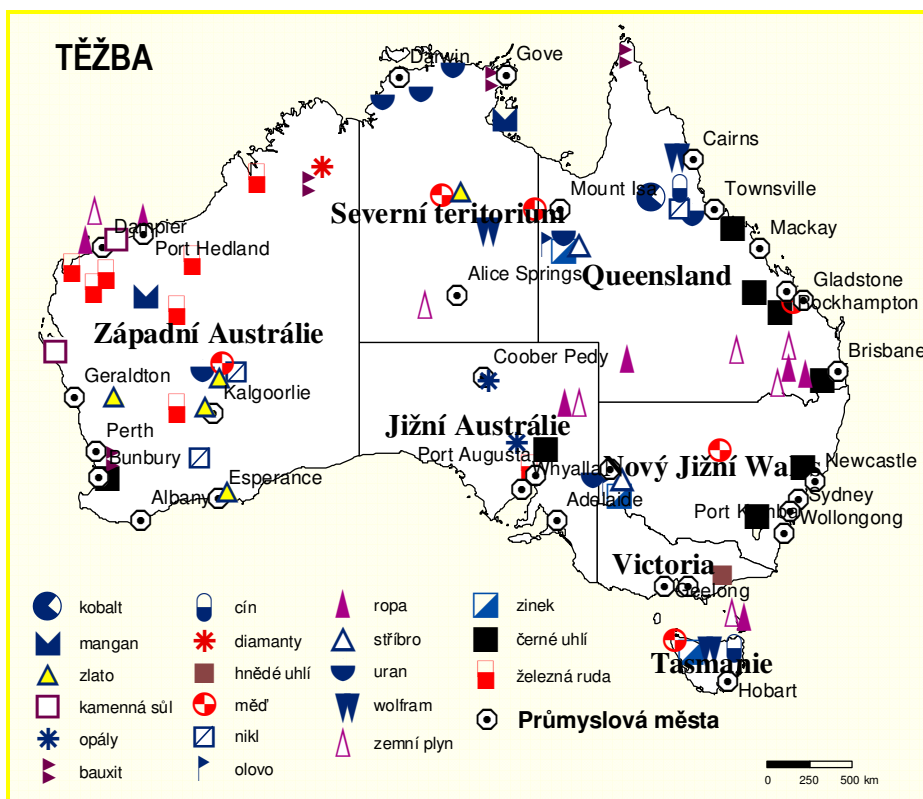 TĚŽBA
Darwin
Gove
Cairns
Mount Isa
Townsville
Severní teritorium
Dampier
Port Hedland
Mackay
Alice Springs
Queensland
Gladstone
Rockhampton
Západní Austrálie
Coober Pedy
Brisbane
Geraldton
Kalgoorlie
Jižní Austrálie
Perth
Bunbury
Port Augusta
Whyalla
Nový Jižní Wales
Newcastle
Esperance
Albany
Adelaide
Sydney
Port Kembla
Wollongong
Victoria
Geelong
Tasmanie
Hobart
kobalt
mangan
zlato
kamenná sůl
opály
bauxit
cín
diamanty
hnědé uhlí
měď
nikl
olovo
ropa
stříbro
uran
wolfram
zemní plyn
zinek
černé uhlí
železná ruda
Průmyslová města
0 250 500 km